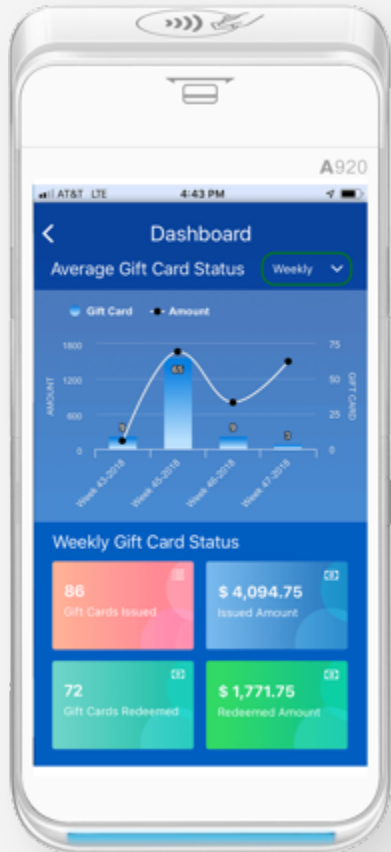 A920
AT&T LTE 4:43 PM
Dashboard
Average Gift Card Status Weekly
Gift Card Amount
1800 75
1200 50
600 25
0 0
AMOUNT
GIFT CARD
9 65 9 3
Week 43-2018 Week 45-2018 Week 46-2018 Week 47-2018
Weekly Gift Card Status
86
Gift Cards Issued
$ 4,094.75
Issued Amount
72
Gift Cards Redeemed
$ 1,771.75
Redeemed Amount